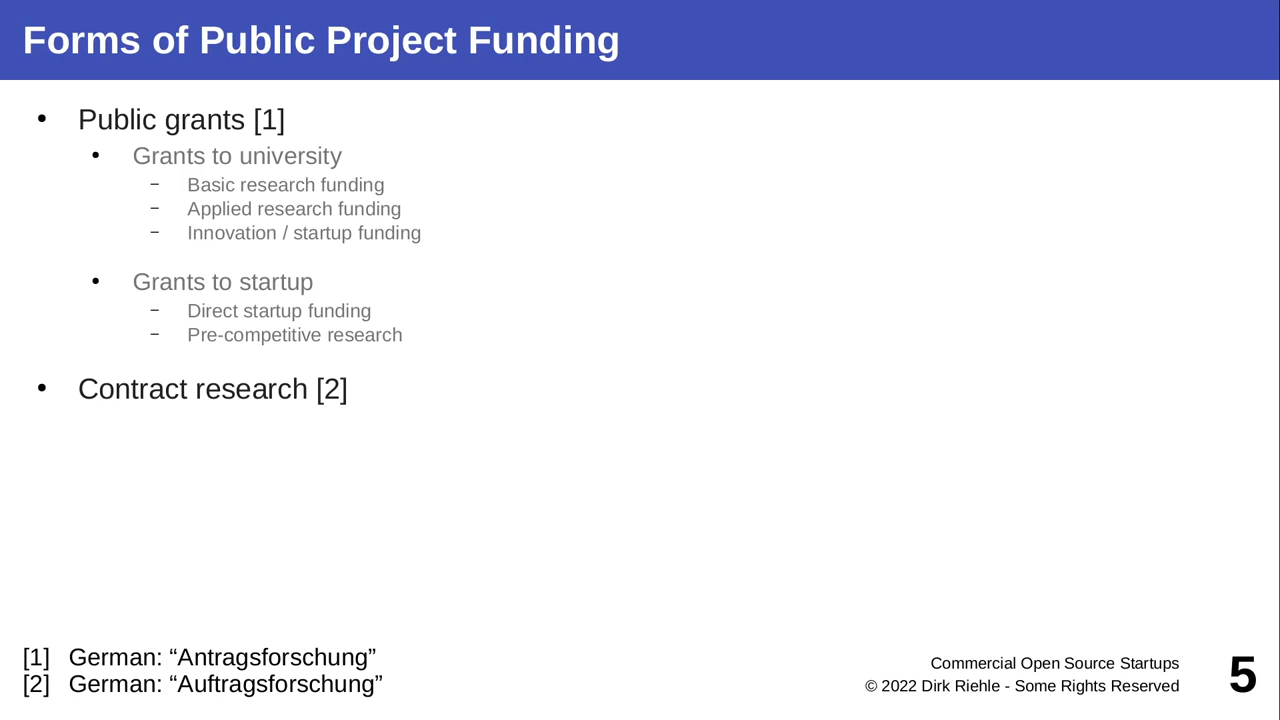 Forms of Public Project Funding
• Public grants [1]
• Grants to university
– Basic research funding
– Applied research funding
– Innovation / startup funding
• Grants to startup
– Direct startup funding
– Pre-competitive research
• Contract research [2]
[1] German: “Antragsforschung”
[2] German: “Auftragsforschung”
Commercial Open Source Startups
© 2022 Dirk Riehle - Some Rights Reserved
5